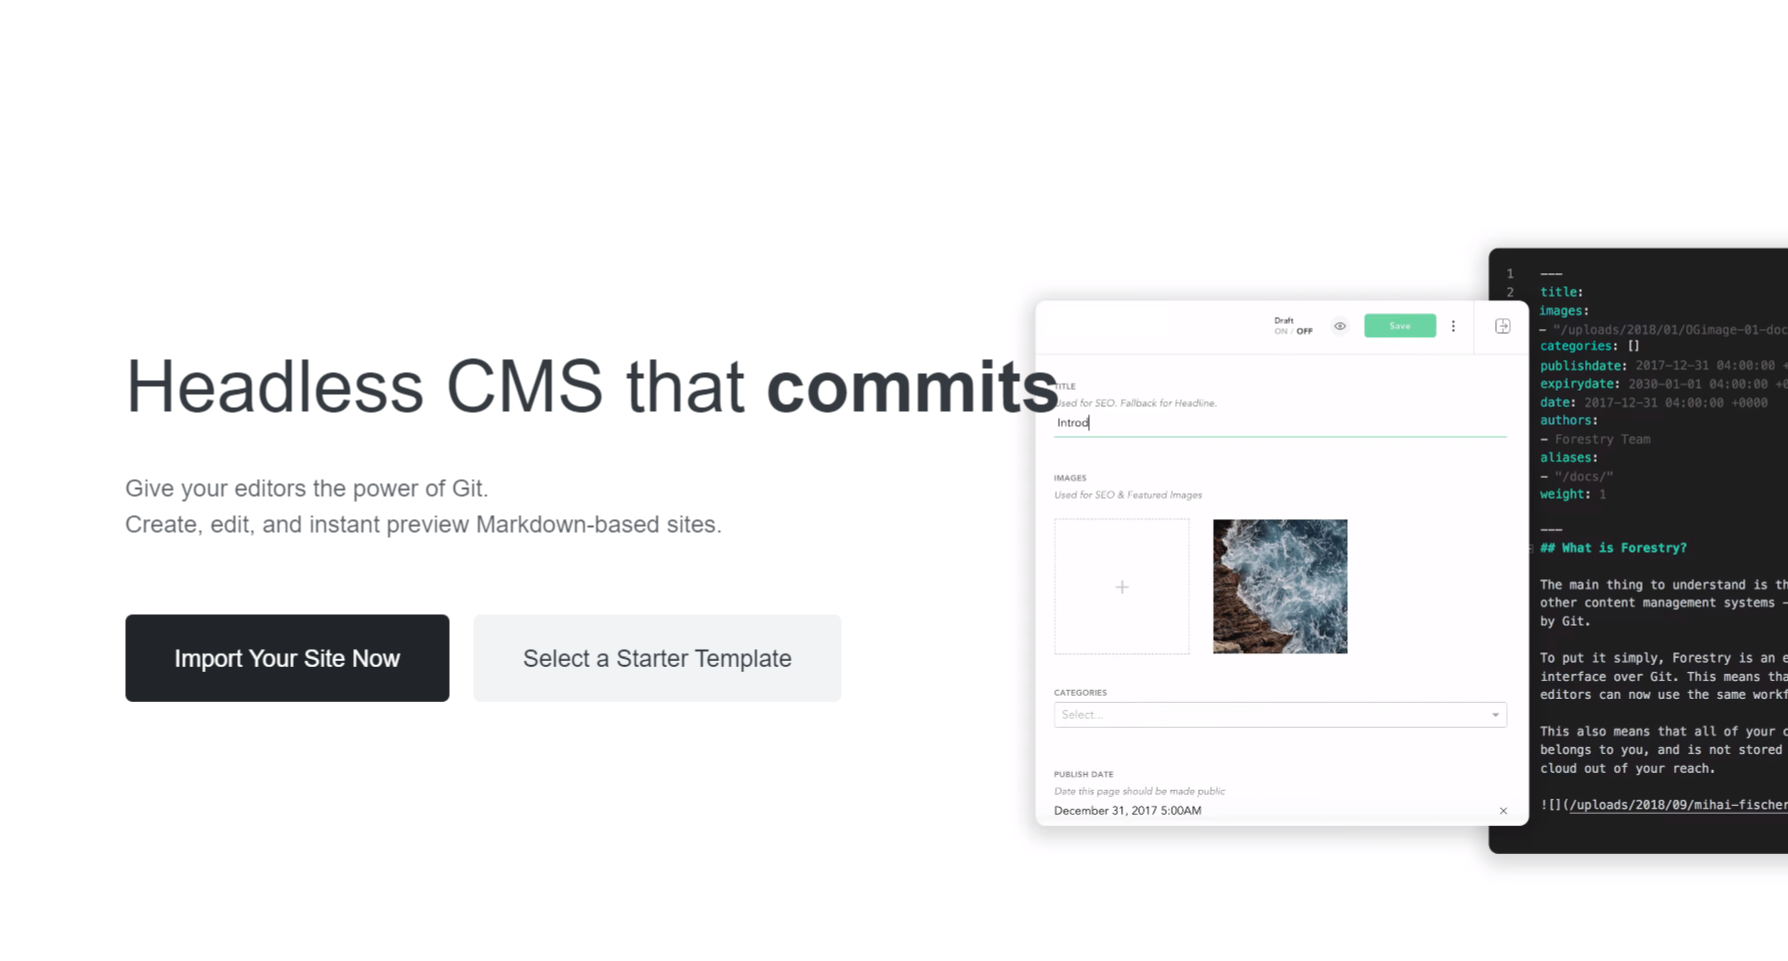 Headless CMS that commits
Give your editors the power of Git.
Create, edit, and instant preview Markdown-based sites.
Import Your Site Now
Select a Starter Template
Draft
ON / OFF
Save
TITLE
Used for SEO. Fallback for Headline.
Introd
IMAGES
Used for SEO & Featured Images
+
CATEGORIES
Select...
PUBLISH DATE
Date this page should be made public
December 31, 2017 5:00AM
1
2
---
title:
images:
- "/uploads/2018/01/OGimage-01-doc
categories: []
publishdate: 2017-12-31 04:00:00 +
expirydate: 2030-01-01 04:00:00 +0
date: 2017-12-31 04:00:00 +0000
authors:
- Forestry Team
aliases:
- "/docs/"
weight: 1
---
## What is Forestry?
The main thing to understand is th
other content management systems -
by Git.
To put it simply, Forestry is an e
interface over Git. This means tha
editors can now use the same workf
This also means that all of your c
belongs to you, and is not stored
cloud out of your reach.
![](/uploads/2018/09/mihai-fischer